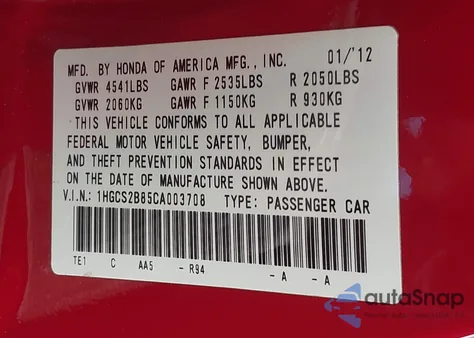 MFD. BY HONDA OF AMERICA MFG., INC. 01/'12
GVWR 4541LBS GAWR F 2535LBS R 2050LBS
GVWR 2060KG GAWR F 1150KG R 930KG
THIS VEHICLE CONFORMS TO ALL APPLICABLE
FEDERAL MOTOR VEHICLE SAFETY, BUMPER,
AND THEFT PREVENTION STANDARDS IN EFFECT
ON THE DATE OF MANUFACTURE SHOWN ABOVE.
V.I.N.: 1HGCS2B85CA003708 TYPE: PASSENGER CAR
TE1 C AA5 - R94 - A - A
autoSnap